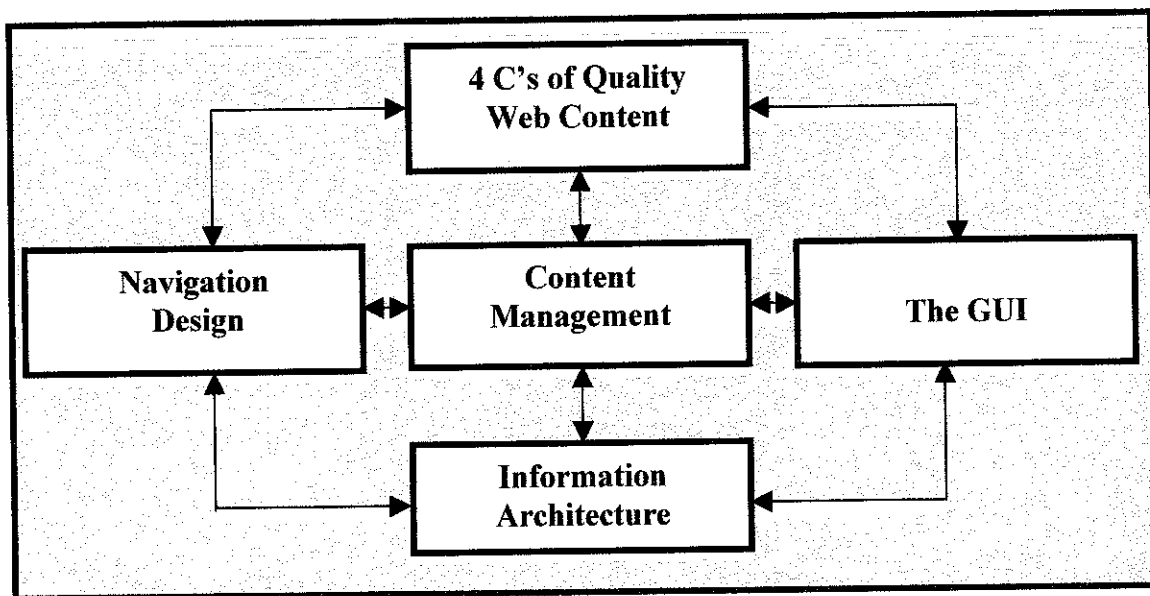 4 C's of Quality
Web Content
Navigation
Design
Content
Management
The GUI
Information
Architecture